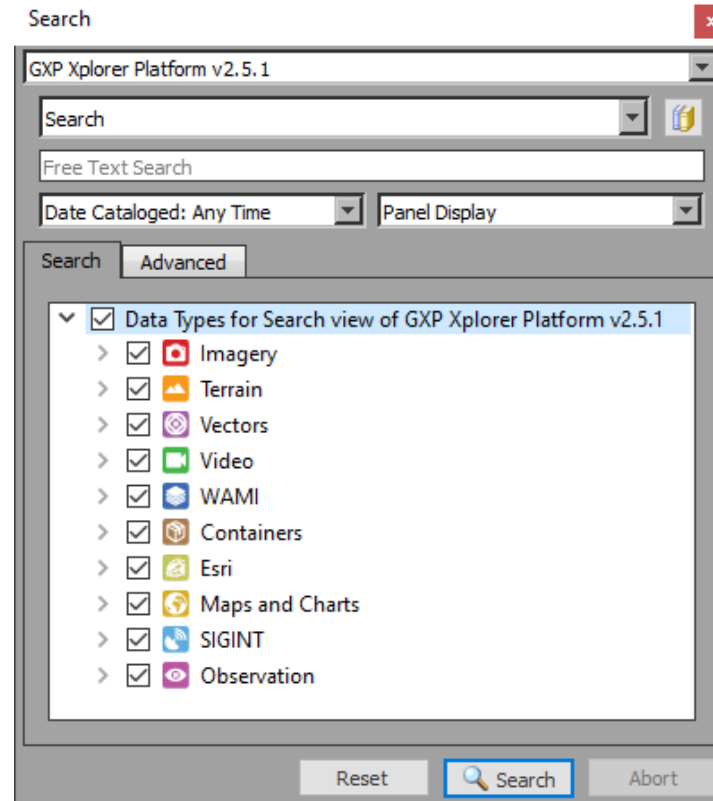 Search
GXP Xplorer Platform v2.5.1
Search
Free Text Search
Date Cataloged: Any Time Panel Display
Search Advanced
Data Types for Search view of GXP Xplorer Platform v2.5.1
Imagery
Terrain
Vectors
Video
WAMI
Containers
Esri
Maps and Charts
SIGINT
Observation
Reset Search Abort